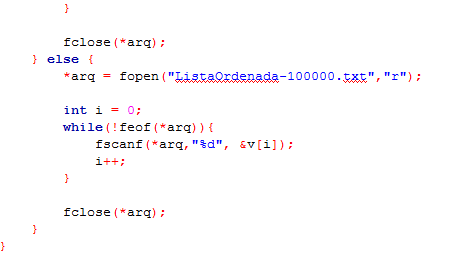 }

        fclose(*arq);
    } else {
        *arq = fopen("ListaOrdenada-100000.txt","r");

        int i = 0;
        while(!feof(*arq)){
            fscanf(*arq,"%d", &v[i]);
            i++;
        }

        fclose(*arq);
    }
}